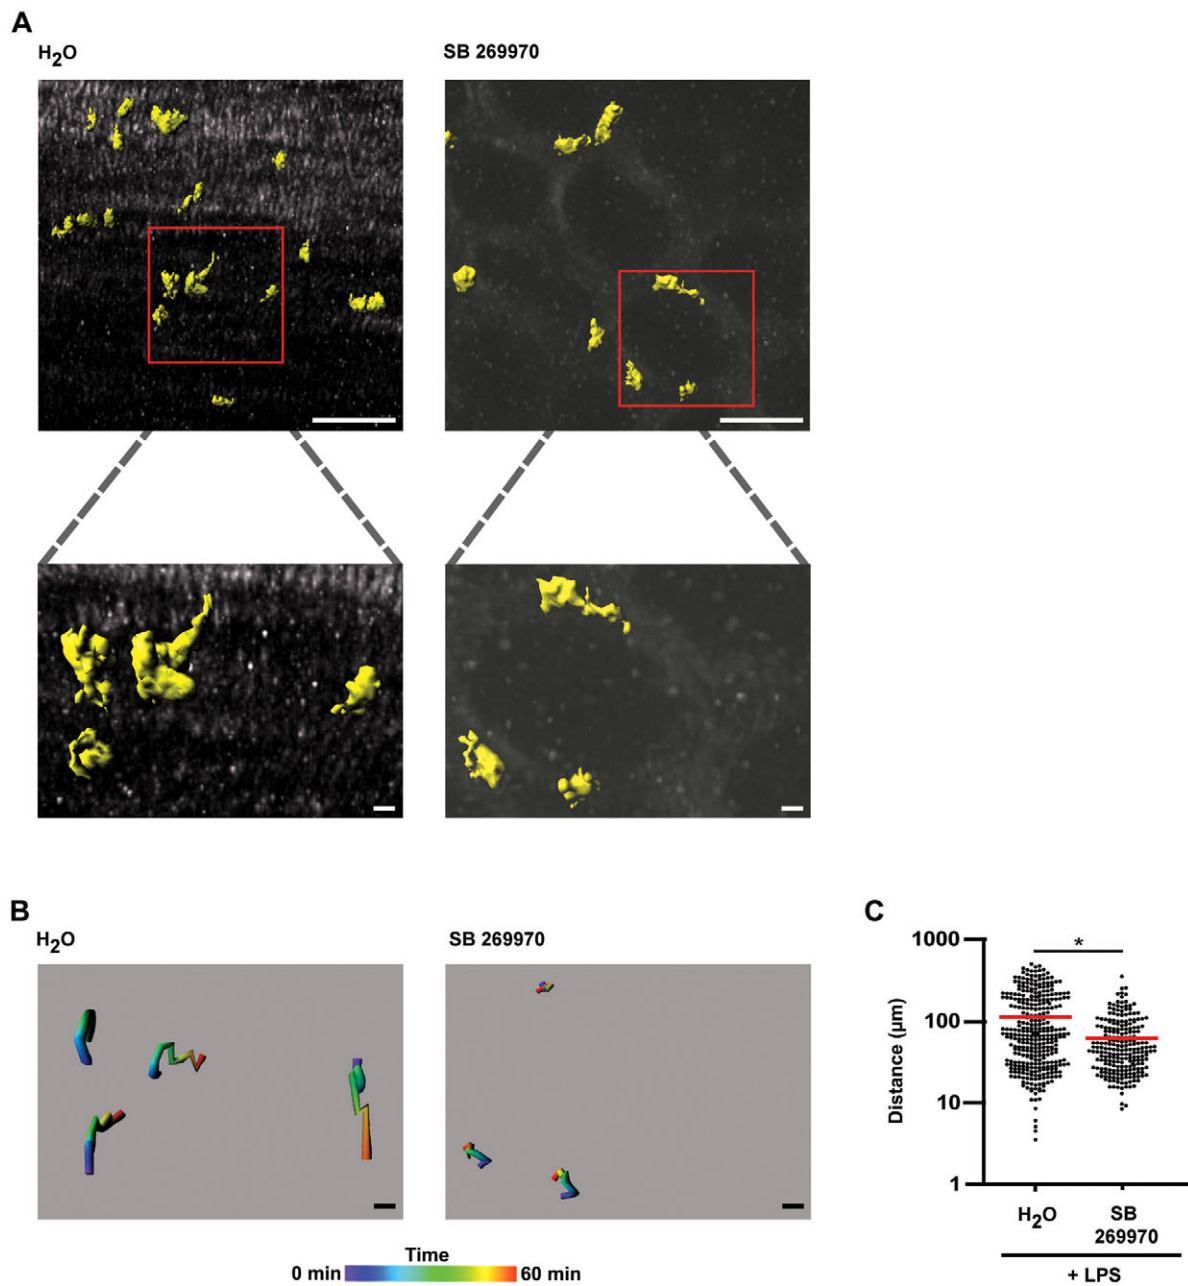 A
H2O
SB 269970
B
H2O
SB 269970
Time
0 min
60 min
C
*
1000
100
10
1
Distance (µm)
H2O
SB
269970
+ LPS